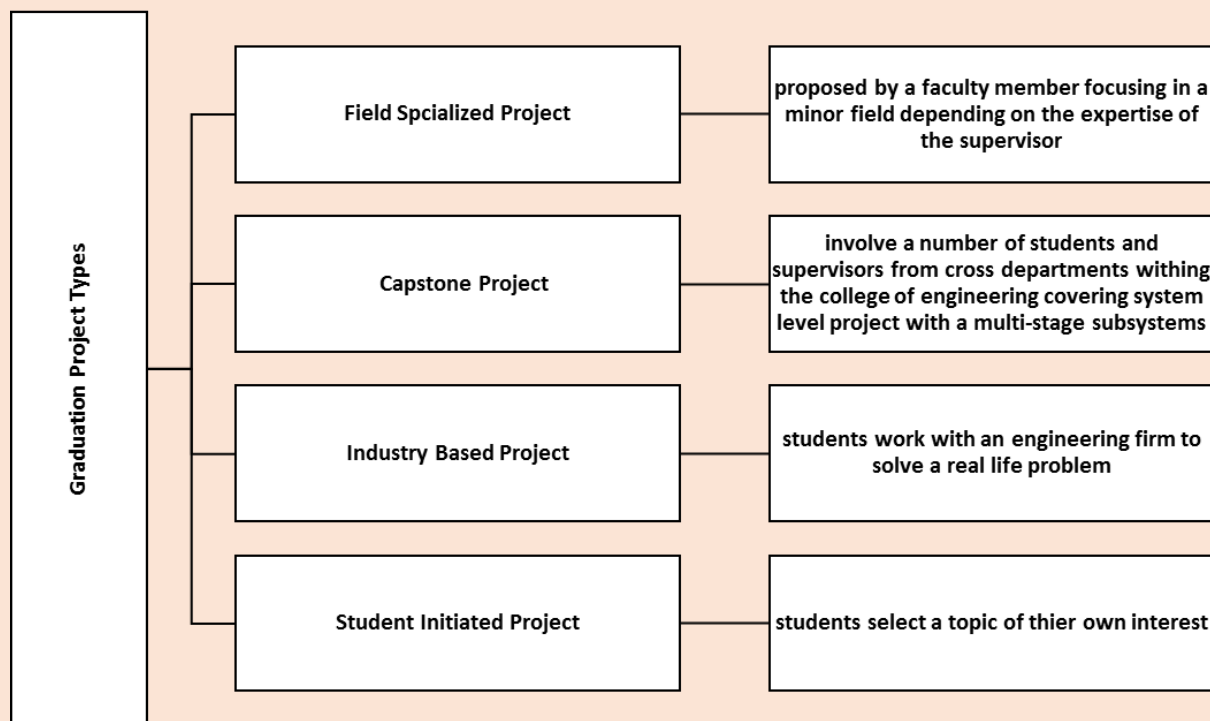 Graduation Project Types
Field Spcialized Project
proposed by a faculty member focusing in a
minor field depending on the expertise of
the supervisor
Capstone Project
involve a number of students and
supervisors from cross departments withing
the college of engineering covering system
level project with a multi-stage subsystems
Industry Based Project
students work with an engineering firm to
solve a real life problem
Student Initiated Project
students select a topic of thier own interest